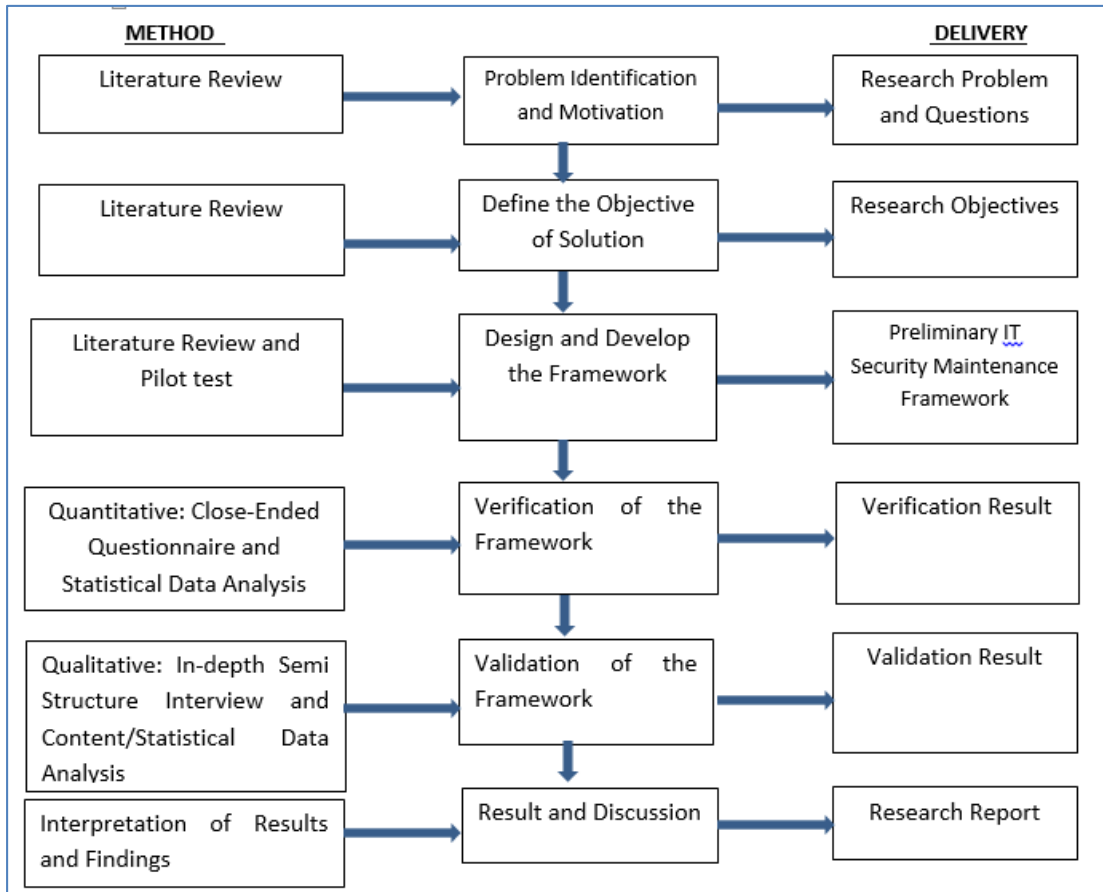 METHOD
DELIVERY
Literature Review
Problem Identification
and Motivation
Research Problem
and Questions
Literature Review
Define the Objective
of Solution
Research Objectives
Literature Review and
Pilot test
Design and Develop
the Framework
Preliminary IT
Security Maintenance
Framework
Quantitative: Close-Ended
Questionnaire and
Statistical Data Analysis
Verification of the
Framework
Verification Result
Qualitative: In-depth Semi
Structure Interview and
Content/Statistical Data
Analysis
Validation of the
Framework
Validation Result
Interpretation of Results
and Findings
Result and Discussion
Research Report